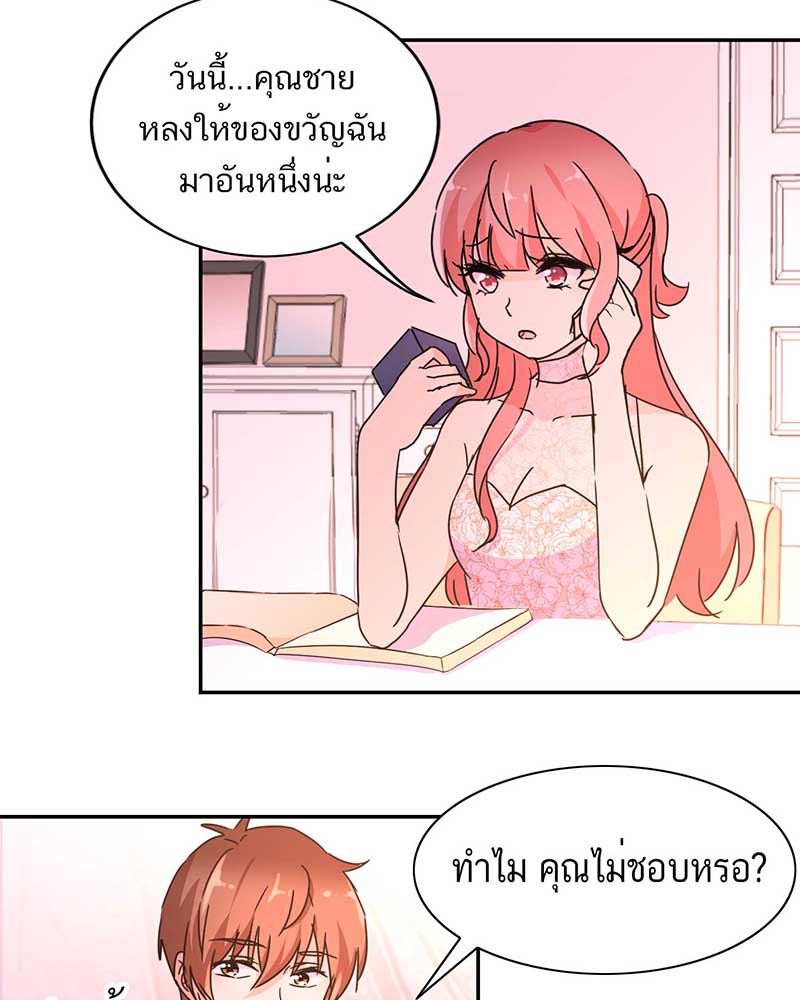 วันนี้...คุณชาย
หลงให้ของขวัญฉัน
มาอันหนึ่งน่ะ
ทำไม คุณไม่ชอบหรอ?